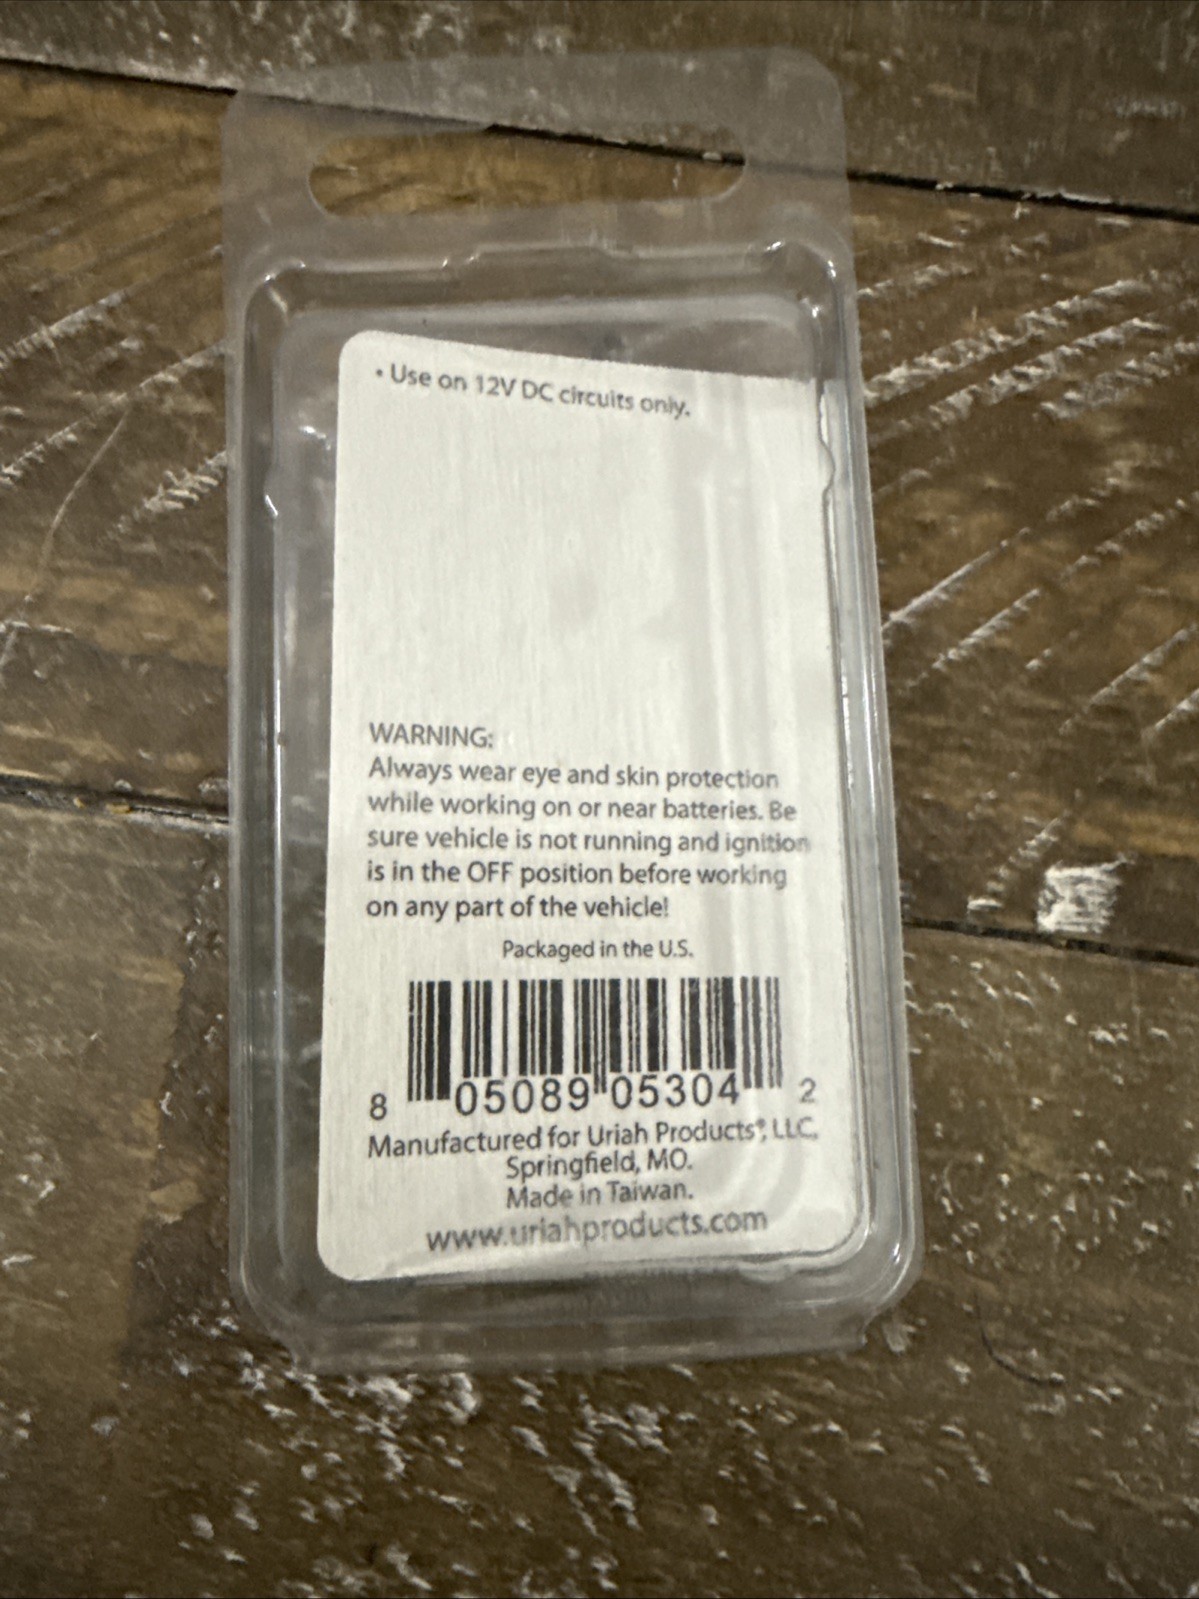 • Use on 12V DC circuits only.
WARNING:
Always wear eye and skin protection
while working on or near batteries. Be
sure vehicle is not running and ignition
is in the OFF position before working
on any part of the vehicle!
Packaged in the U.S.
8 05089 05304 2
Manufactured for Uriah Products®, LLC,
Springfield, MO.
Made in Taiwan.
www.uriahproducts.com